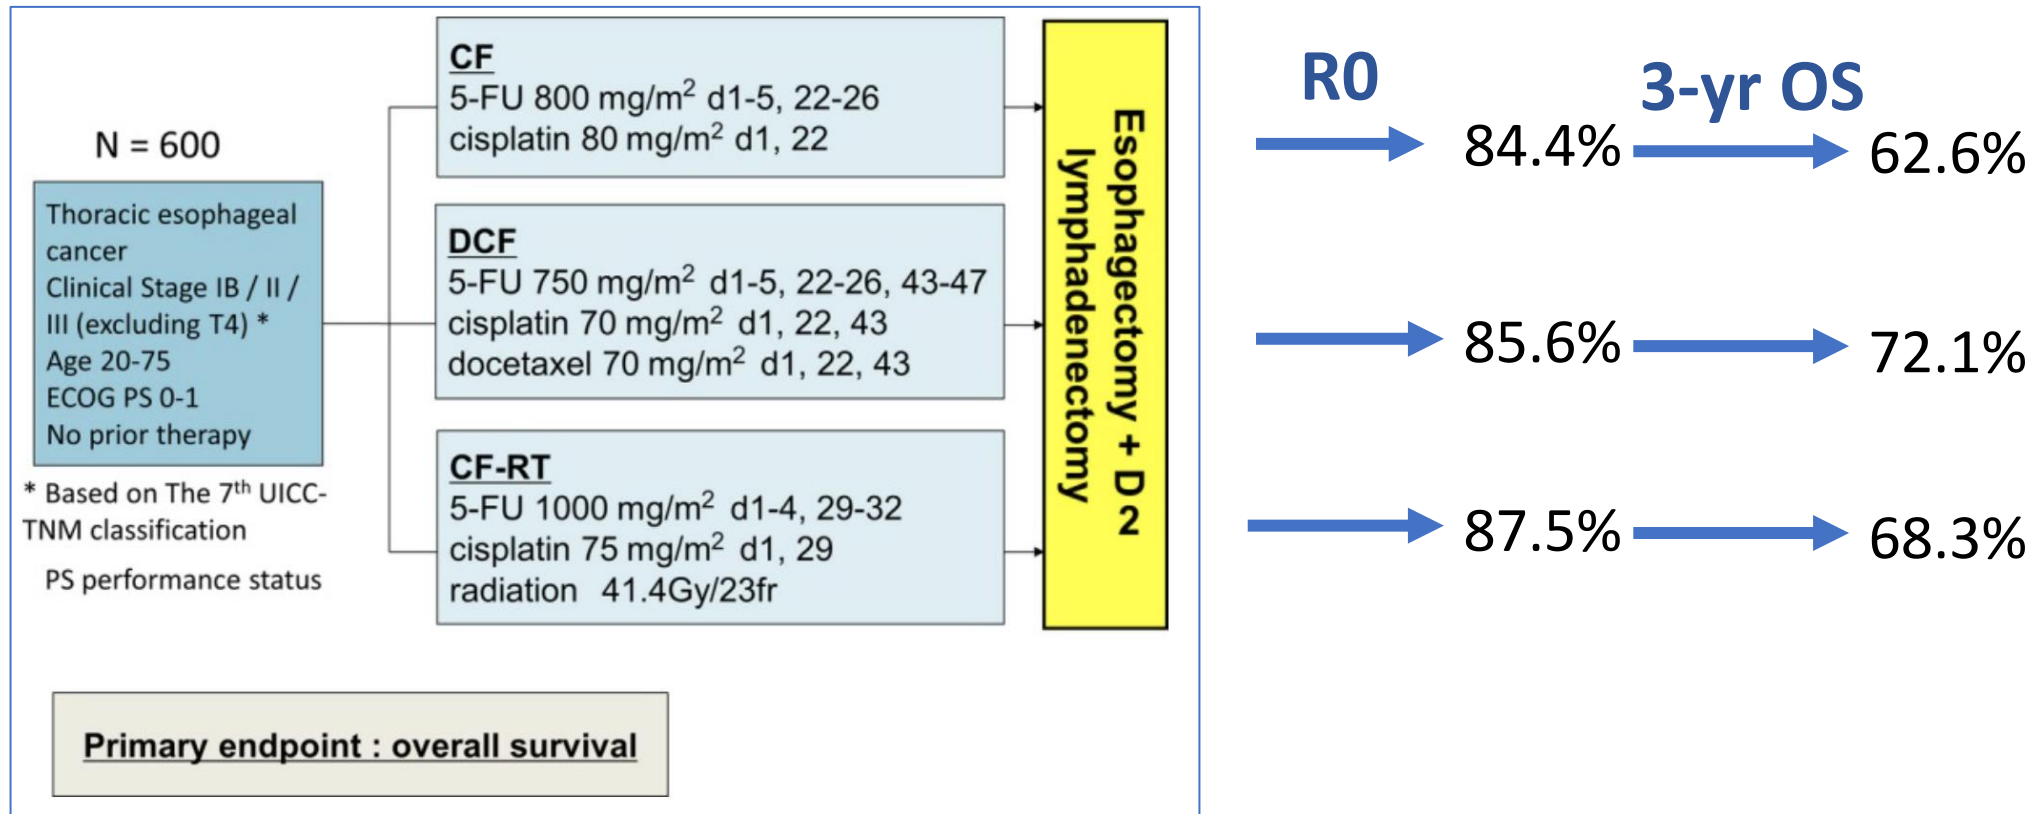 N = 600
Thoracic esophageal
cancer
Clinical Stage IB / II /
III (excluding T4) *
Age 20-75
ECOG PS 0-1
No prior therapy
* Based on The 7th UICC-
TNM classification
PS performance status
CF
5-FU 800 mg/m² d1-5, 22-26
cisplatin 80 mg/m² d1, 22
DCF
5-FU 750 mg/m² d1-5, 22-26, 43-47
cisplatin 70 mg/m² d1, 22, 43
docetaxel 70 mg/m² d1, 22, 43
CF-RT
5-FU 1000 mg/m² d1-4, 29-32
cisplatin 75 mg/m² d1, 29
radiation 41.4Gy/23fr
Esophagectomy + D2
lymphadenectomy
R0
3-yr OS
84.4%
62.6%
85.6%
72.1%
87.5%
68.3%
Primary endpoint : overall survival